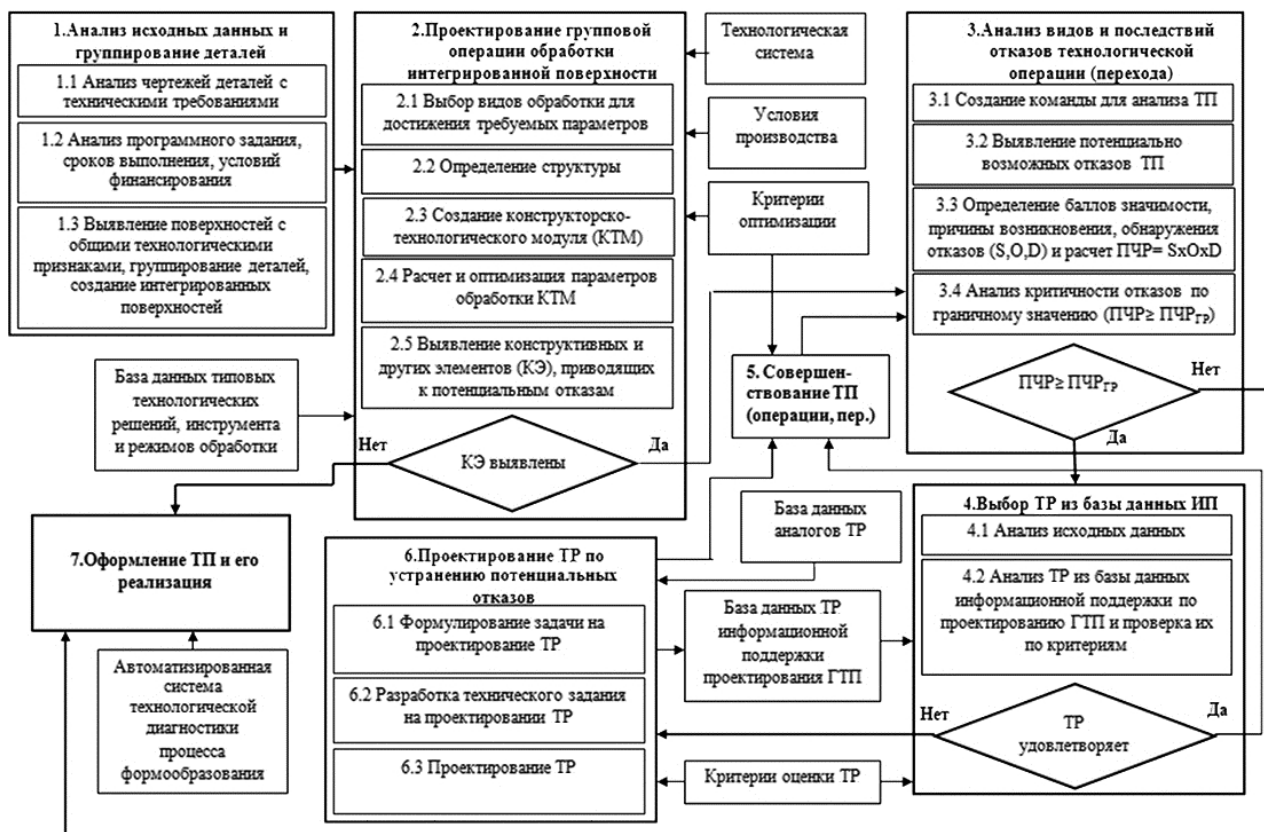 1.Анализ исходных данных и
группирование деталей
1.1 Анализ чертежей деталей с
техническими требованиями
1.2 Анализ программного задания,
сроков выполнения, условий
финансирования
1.3 Выявление поверхностей с
общими технологическими
признаками, группирование деталей,
создание интегрированных
поверхностей
База данных типовых
технологических
решений, инструмента
и режимов обработки
2.Проектирование групповой
операции обработки
интегрированной поверхности
2.1 Выбор видов обработки для
достижения требуемых параметров
2.2 Определение структуры
2.3 Создание конструкторско-
технологического модуля (КТМ)
2.4 Расчет и оптимизация параметров
обработки КТМ
2.5 Выявление конструктивных и
других элементов (КЭ), приводящих
к потенциальным отказам
Нет
КЭ выявлены
Да
Технологическая
система
Условия
производства
Критерии
оптимизации
5. Совершен-
ствование ТП
(операции, пер.)
3.Анализ видов и последствий
отказов технологической
операции (перехода)
3.1 Создание команды для анализа ТП
3.2 Выявление потенциально
возможных отказов ТП
3.3 Определение баллов значимости,
причины возникновения, обнаружения
отказов (S,O,D) и расчет ПЧР= SxOxD
3.4 Анализ критичности отказов по
граничному значению (ПЧР≥ ПЧРГР)
ПЧР≥ ПЧРГР
Нет
Да
4.Выбор ТР из базы данных ИП
4.1 Анализ исходных данных
4.2 Анализ ТР из базы данных
информационной поддержки по
проектированию ГТП и проверка их
по критериям
Нет
ТР
удовлетворяет
Да
База данных
аналогов ТР
База данных ТР
информационной
поддержки
проектирования ГТП
Критерии оценки ТР
6.Проектирование ТР по
устранению потенциальных
отказов
6.1 Формулирование задачи на
проектирование ТР
6.2 Разработка технического задания
на проектировании ТР
6.3 Проектирование ТР
7.Оформление ТП и его
реализация
Автоматизированная
система
технологической
диагностики
процесса
формообразования